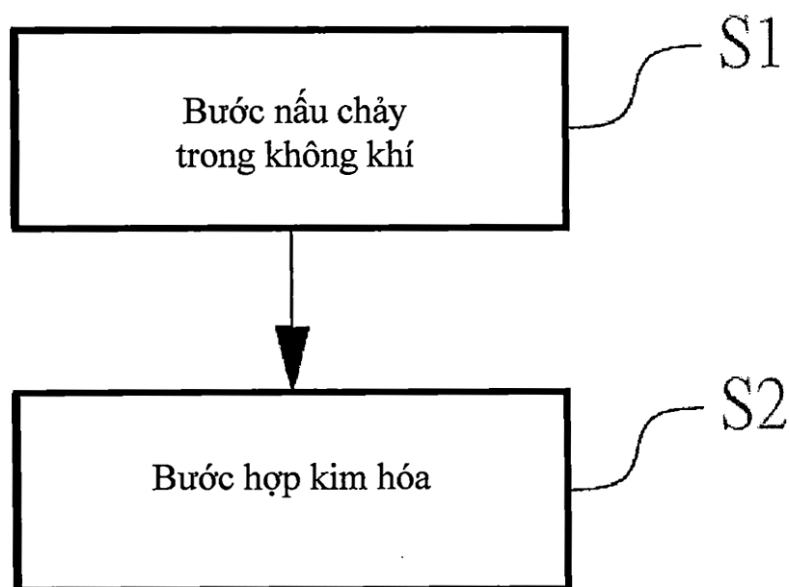 S1
Bước nấu chảy
trong không khí
S2
Bước hợp kim hóa